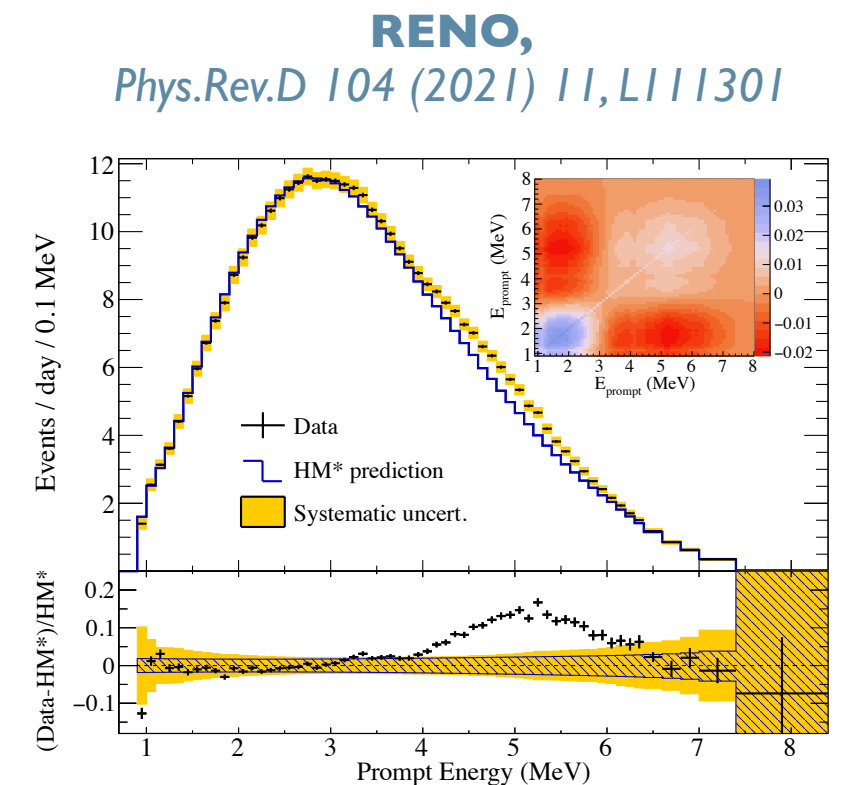 RENO,
Phys.Rev.D 104 (2021) 11, L111301
Events / day / 0.1 MeV
12
10
8
6
4
2
Data
HM* prediction
Systematic uncert.
E_prompt (MeV)
8
7
6
5
4
3
2
1
1 2 3 4 5 6 7 8
E_prompt (MeV)
0.03
0.02
0.01
0
−0.01
−0.02
(Data-HM*)/HM*
0.2
0.1
0
−0.1
1 2 3 4 5 6 7 8
Prompt Energy (MeV)